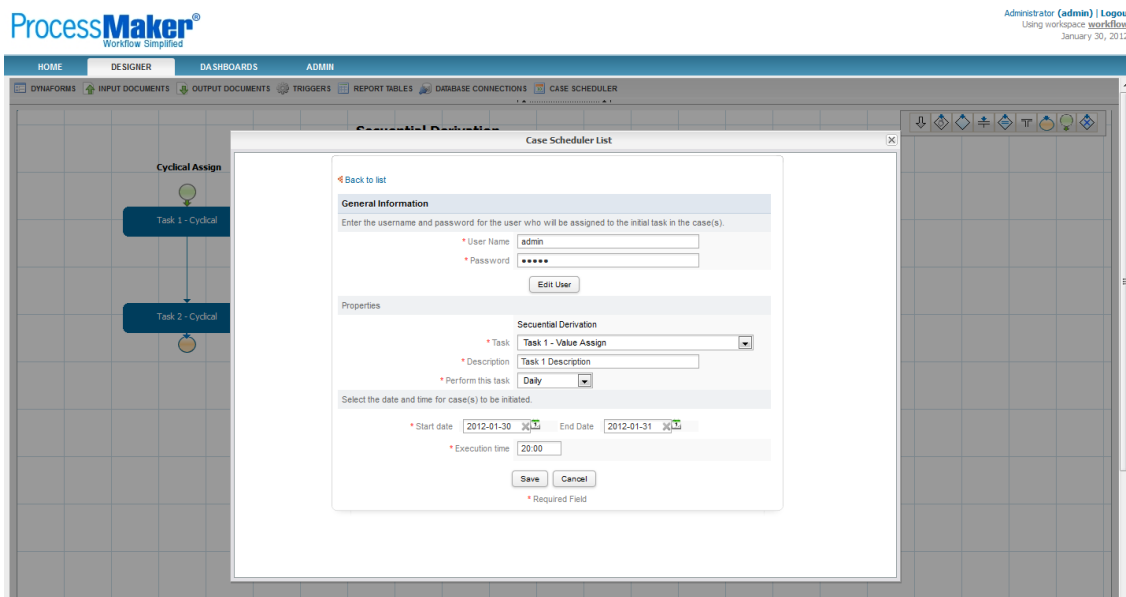 ProcessMaker®
Workflow Simplified
Administrator (admin) | Logou
Using workspace workflow
January 30, 2012
HOME DESIGNER DASHBOARDS ADMIN
DYNAFORMS INPUT DOCUMENTS OUTPUT DOCUMENTS TRIGGERS REPORT TABLES DATABASE CONNECTIONS CASE SCHEDULER
Secuential Derivation
Case Scheduler List
Cyclical Assign
Task 1 - Cyclical
Task 2 - Cyclical
Back to list
General Information
Enter the username and password for the user who will be assigned to the initial task in the case(s).
* User Name admin
* Password •••••
Edit User
Properties
Secuential Derivation
* Task Task 1 - Value Assign
* Description Task 1 Description
* Perform this task Daily
Select the date and time for case(s) to be initiated.
* Start date 2012-01-30 End Date 2012-01-31
* Execution time 20:00
Save Cancel
* Required Field